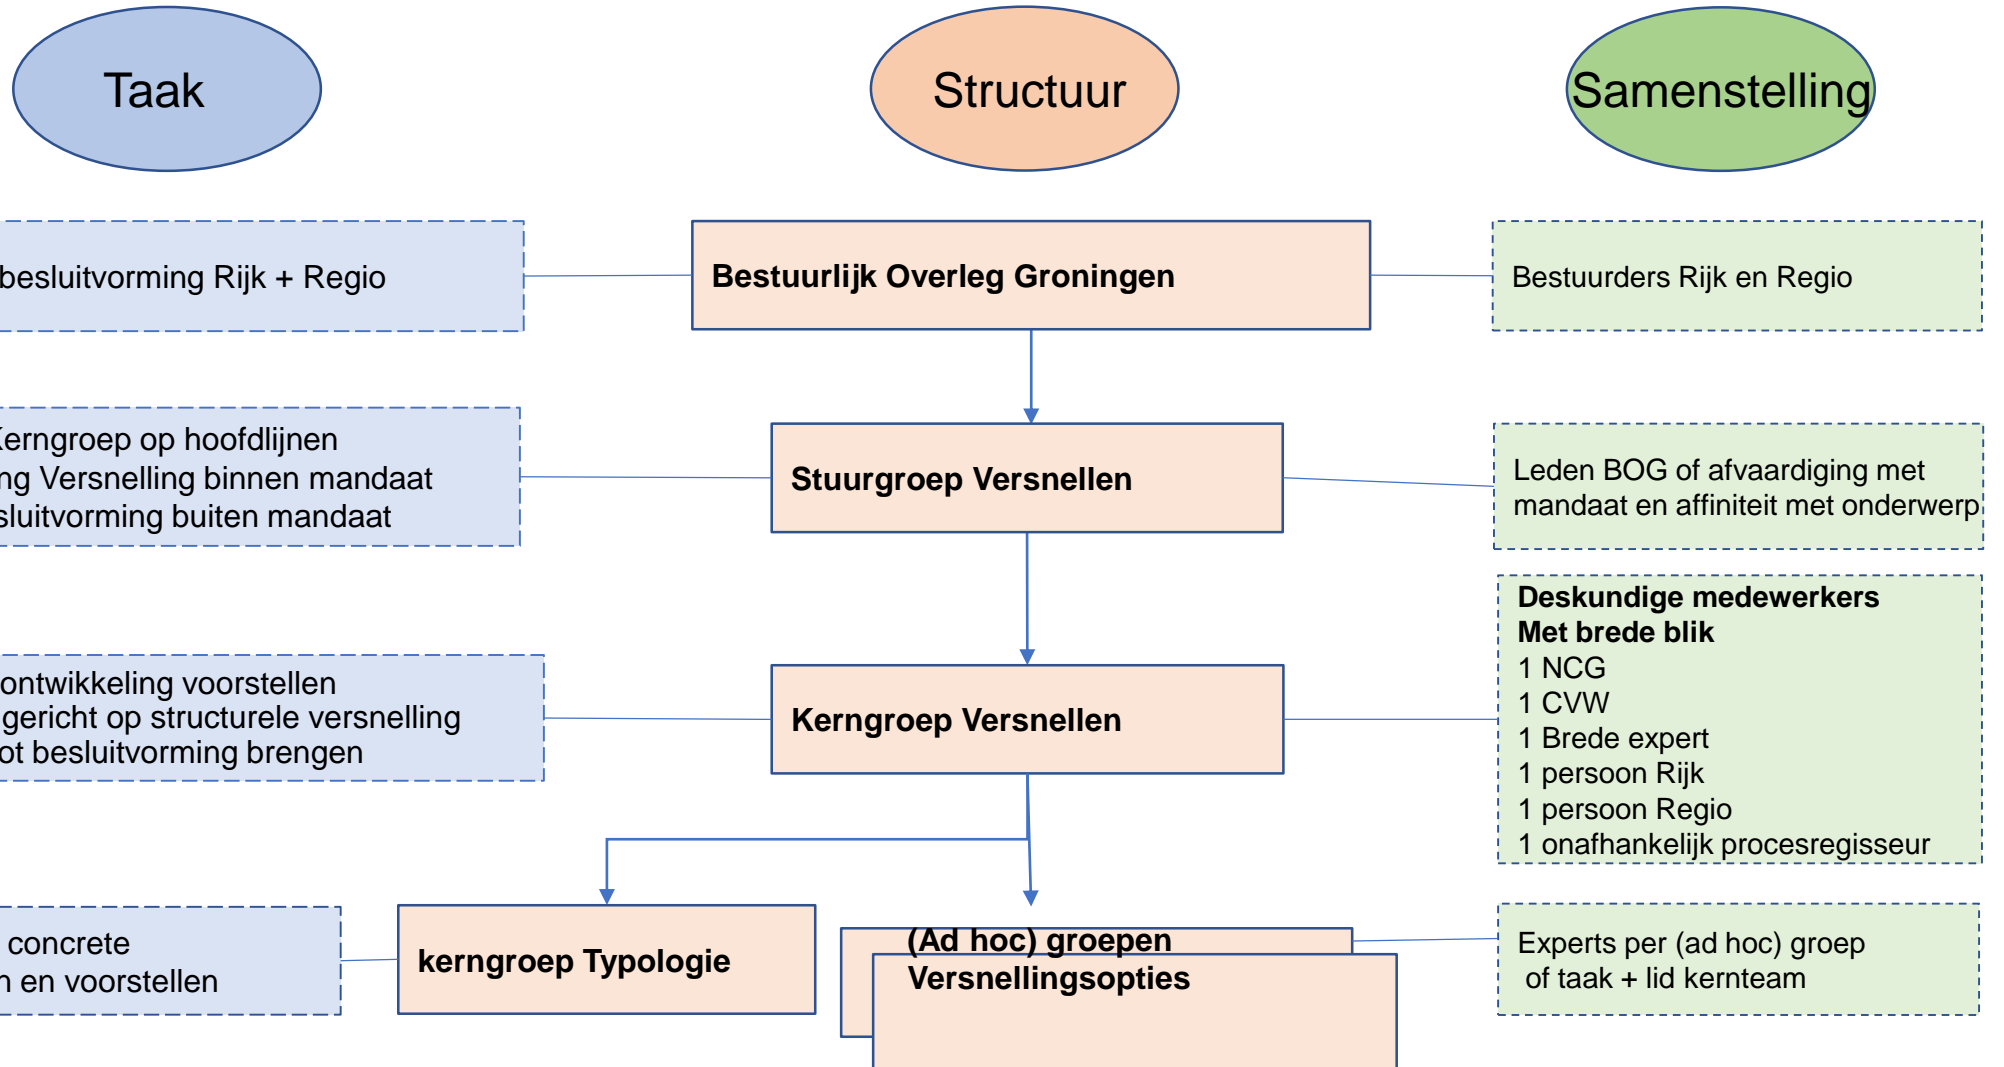 Taak
Structuur
Samenstelling
besluitvorming Rijk + Regio
Bestuurlijk Overleg Groningen
Bestuurders Rijk en Regio
Kerngroep op hoofdlijnen
Versnelling binnen mandaat
buiten mandaat
Stuurgroep Versnellen
Leden BOG of afvaardiging met
mandaat en affiniteit met onderwerp
ontwikkeling voorstellen
gericht op structurele versnelling
besluitvorming brengen
Kerngroep Versnellen
Deskundige medewerkers
Met brede blik
1 NCG
1 CVW
1 Brede expert
1 persoon Rijk
1 persoon Regio
1 onafhankelijk procesregisseur
concrete
en voorstellen
kerngroep Typologie
(Ad hoc) groepen
Versnellingsopties
Experts per (ad hoc) groep
of taak + lid kernteam